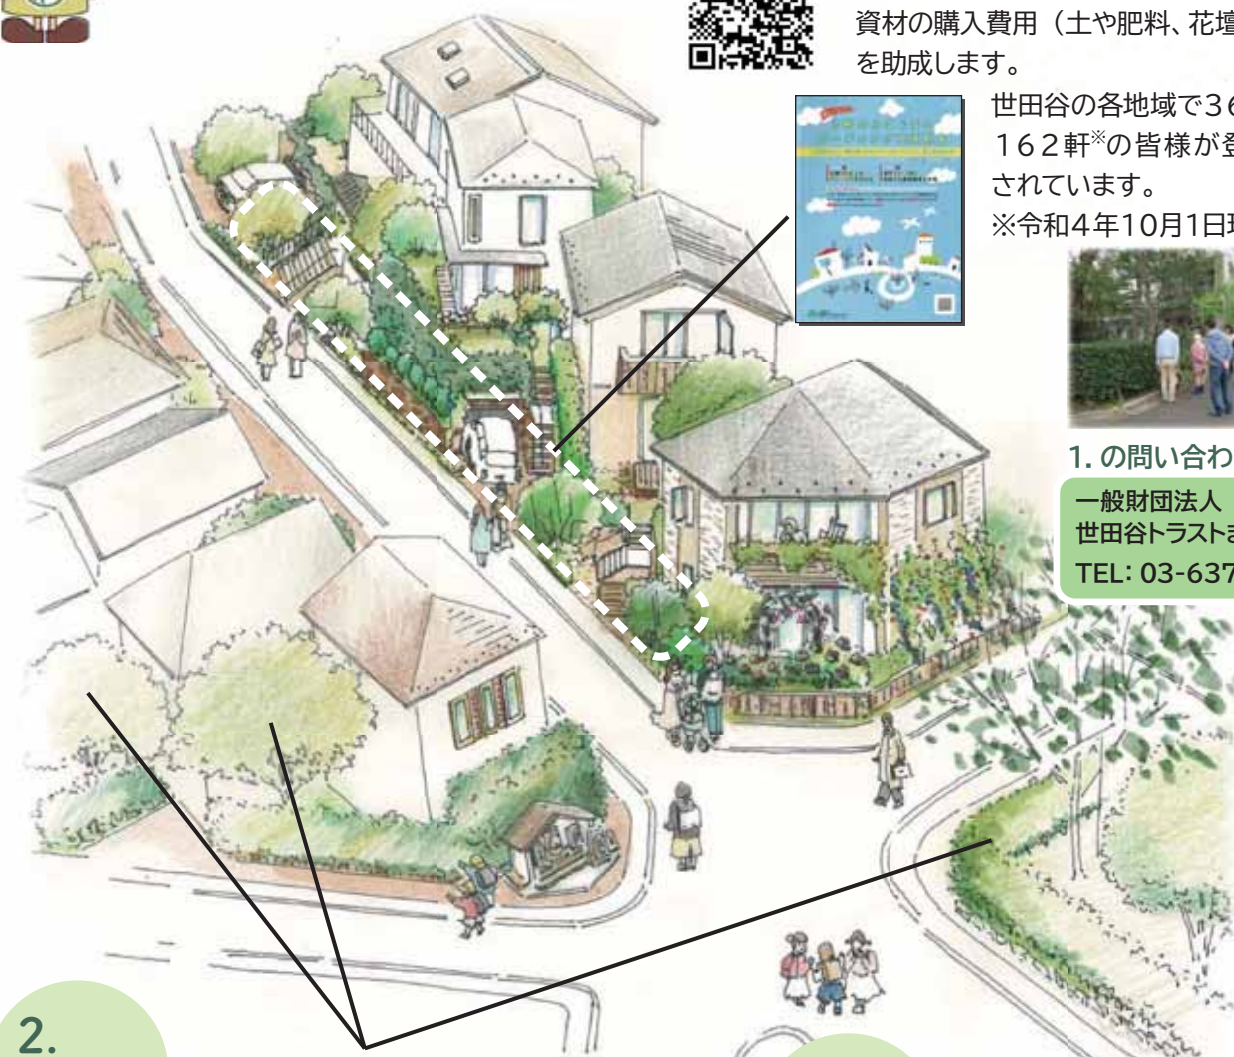 資材の購入費用（土や肥料、花壇
を助成します。
世田谷の各地域で36
162軒※の皆様が登
されています。
※令和4年10月1日現
1. の問い合わ
一般財団法人
世田谷トラストま
TEL: 03-637
2.